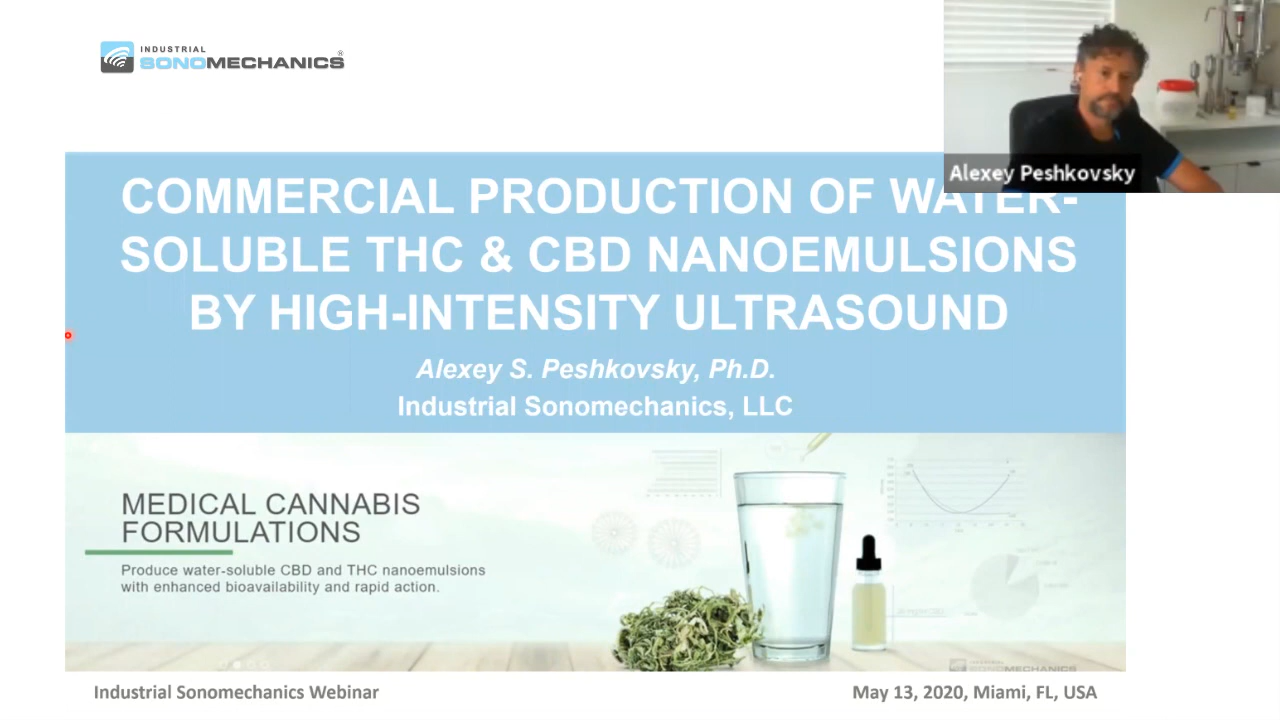 INDUSTRIAL
SONOMECHANICS®
Alexey Peshkovsky
COMMERCIAL PRODUCTION OF WATER-
SOLUBLE THC & CBD NANOEMULSIONS
BY HIGH-INTENSITY ULTRASOUND
Alexey S. Peshkovsky, Ph.D.
Industrial Sonomechanics, LLC
MEDICAL CANNABIS
FORMULATIONS
Produce water-soluble CBD and THC nanoemulsions
with enhanced bioavailability and rapid action.
INDUSTRIAL
SONOMECHANICS
Industrial Sonomechanics Webinar
May 13, 2020, Miami, FL, USA